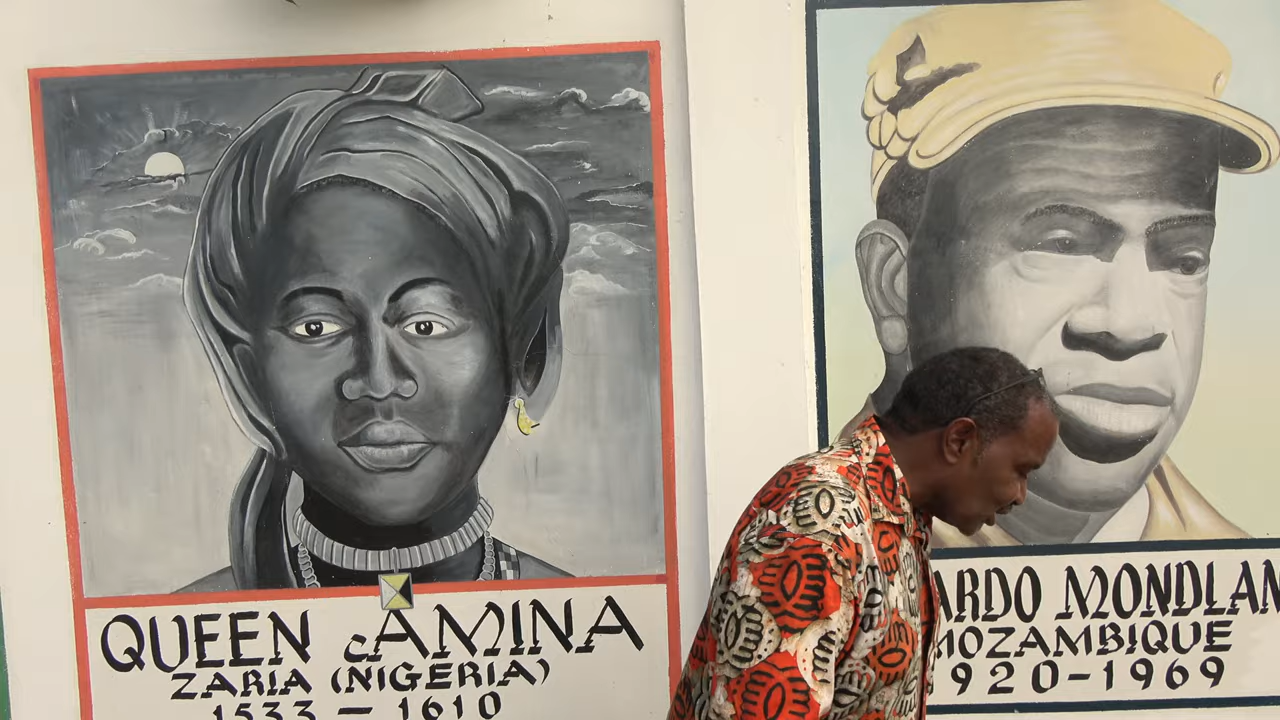 QUEEN AMINA
ZARIA (NIGERIA)
1533 - 1610
ARDO MONDLAN
MOZAMBIQUE
1920-1969